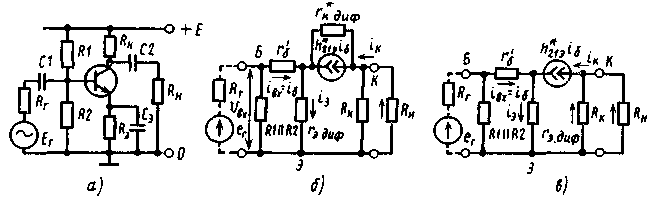 +E
C1
R1
Rк
C2
Rг
R2
Rн
Rэ
Cэ
Eг
0
а)
r*к диф
Б
r'б
h*21э iб
iк
К
Rг
Uвх
iвх=iб
iэ
Rк
Rн
eг
R1||R2
rэ диф
Э
б)
Б
r'б
h*21э iб
iк
К
Rг
iвх=iб
iэ
Rк
Rн
eг
R1||R2
rэ диф
Э
в)